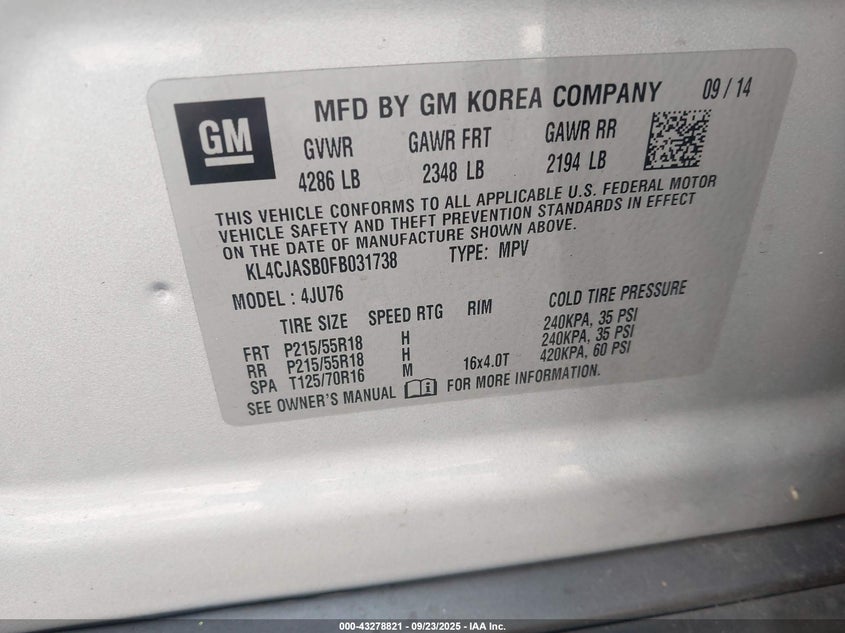 GM
MFD BY GM KOREA COMPANY 09 / 14
GVWR GAWR FRT GAWR RR
4286 LB 2348 LB 2194 LB
THIS VEHICLE CONFORMS TO ALL APPLICABLE U.S. FEDERAL MOTOR
VEHICLE SAFETY AND THEFT PREVENTION STANDARDS IN EFFECT
ON THE DATE OF MANUFACTURE SHOWN ABOVE.
KL4CJASB0FB031738 TYPE: MPV
MODEL : 4JU76
TIRE SIZE SPEED RTG RIM COLD TIRE PRESSURE
FRT P215/55R18 H 240KPA, 35 PSI
RR P215/55R18 H 240KPA, 35 PSI
SPA T125/70R16 M 16x4.0T 420KPA, 60 PSI
SEE OWNER'S MANUAL FOR MORE INFORMATION.
000-43278821 - 09/23/2025 - IAA Inc.